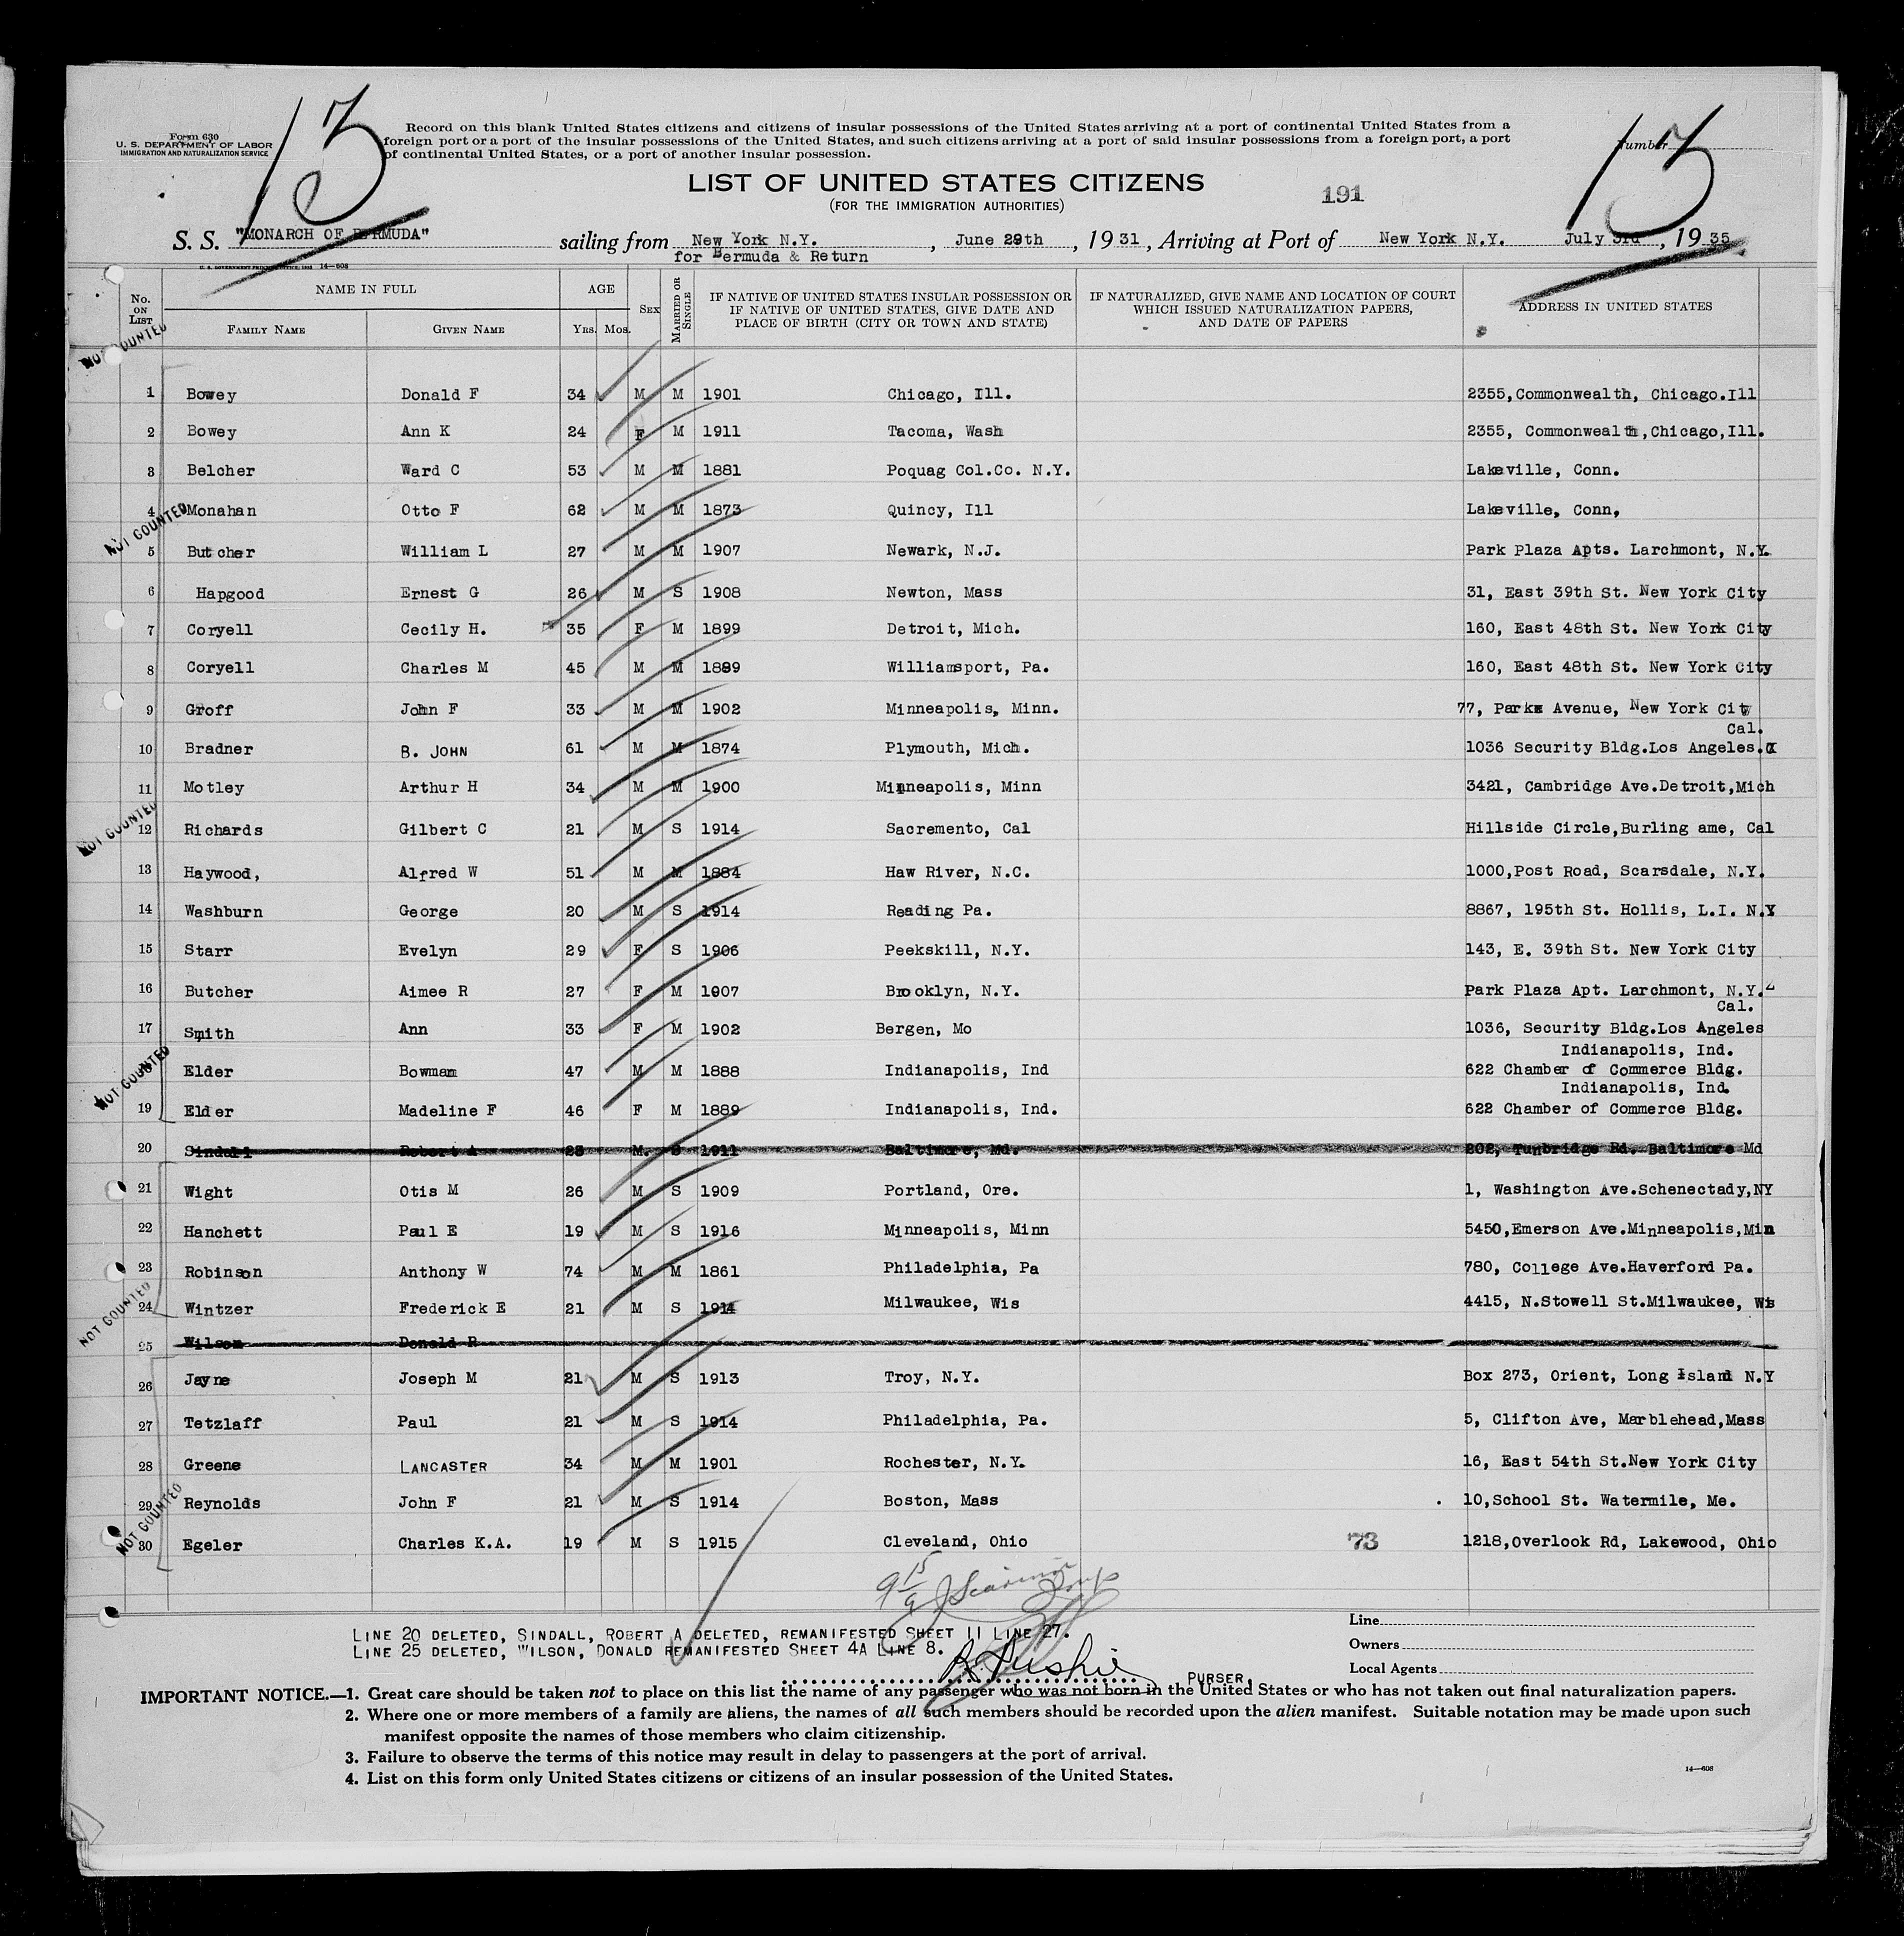 13
13
Form 630
U. S. DEPARTMENT OF LABOR
IMMIGRATION AND NATURALIZATION SERVICE
Record on this blank United States citizens and citizens of insular possessions of the United States arriving at a port of continental United States from a
foreign port or a port of the insular possessions of the United States, and such citizens arriving at a port of said insular possessions from a foreign port, a port
of continental United States, or a port of another insular possession.
Number
LIST OF UNITED STATES CITIZENS
(FOR THE IMMIGRATION AUTHORITIES)
191
S. S. "MONARCH OF BERMUDA" sailing from New York N.Y., June 29th, 1931, Arriving at Port of New York N.Y. July 3rd, 1935
for Bermuda & Return
U. S. GOVERNMENT PRINTING OFFICE 14—608
No. ON LIST
NAME IN FULL
FAMILY NAME GIVEN NAME
AGE
YRS. MOS.
SEX
MARRIED OR SINGLE
IF NATIVE OF UNITED STATES INSULAR POSSESSION OR
IF NATIVE OF UNITED STATES, GIVE DATE AND
PLACE OF BIRTH (CITY OR TOWN AND STATE)
IF NATURALIZED, GIVE NAME AND LOCATION OF COURT
WHICH ISSUED NATURALIZATION PAPERS,
AND DATE OF PAPERS
ADDRESS IN UNITED STATES
NOT COUNTED
1 Bowey Donald F 34 M M 1901 Chicago, Ill. 2355,Commonwealth, Chicago.Ill
2 Bowey Ann K 24 F M 1911 Tacoma, Wash 2355, Commonwealth,Chicago,Ill.
3 Belcher Ward C 53 M M 1881 Poquag Col.Co. N.Y. Lakeville, Conn.
4 Monahan Otto F 62 M M 1873 Quincy, Ill Lakeville, Conn,
NOT COUNTED
5 Butcher William L 27 M M 1907 Newark, N.J. Park Plaza Apts. Larchmont, N.Y.
6 Hapgood Ernest G 26 M S 1908 Newton, Mass 31, East 39th St. New York City
7 Coryell Cecily H. 35 F M 1899 Detroit, Mich. 160, East 48th St. New York City
8 Coryell Charles M 45 M M 1889 Williamsport, Pa. 160, East 48th St. New York City
9 Groff John F 33 M M 1902 Minneapolis, Minn. 77, Park Avenue, New York City
Cal.
10 Bradner B. JOHN 61 M M 1874 Plymouth, Mich. 1036 Security Bldg.Los Angeles.
11 Motley Arthur H 34 M M 1900 Minneapolis, Minn 3421, Cambridge Ave.Detroit,Mich
NOT COUNTED
12 Richards Gilbert C 21 M S 1914 Sacremento, Cal Hillside Circle,Burling ame, Cal
13 Haywood, Alfred W 51 M M 1884 Haw River, N.C. 1000,Post Road, Scarsdale, N.Y.
14 Washburn George 20 M S 1914 Reading Pa. 8867, 195th St. Hollis, L.I. N.Y
15 Starr Evelyn 29 F S 1906 Peekskill, N.Y. 143, E. 39th St. New York City
16 Butcher Aimee R 27 F M 1907 Brooklyn, N.Y. Park Plaza Apt. Larchmont, N.Y.
Cal.
17 Smith Ann 33 F M 1902 Bergen, Mo 1036, Security Bldg.Los Angeles
Indianapolis, Ind.
NOT COUNTED
Elder Bowman 47 M M 1888 Indianapolis, Ind 622 Chamber of Commerce Bldg.
Indianapolis, Ind.
19 Elder Madeline F 46 F M 1889 Indianapolis, Ind. 622 Chamber of Commerce Bldg.
20 Sindall Robert A 23 M. S 1911 Baltimore, Md. 202, Tunbridge Rd. Baltimore Md
21 Wight Otis M 26 M S 1909 Portland, Ore. 1, Washington Ave.Schenectady,NY
22 Hanchett Paul E 19 M S 1916 Minneapolis, Minn 5450,Emerson Ave.Minneapolis,Min
23 Robinson Anthony W 74 M M 1861 Philadelphia, Pa 780, College Ave.Haverford Pa.
NOT COUNTED
24 Wintzer Frederick E 21 M S 1914 Milwaukee, Wis 4415, N.Stowell St.Milwaukee, Wis
25 Wilson Donald R
26 Jayne Joseph M 21 M S 1913 Troy, N.Y. Box 273, Orient, Long Island N.Y
27 Tetzlaff Paul 21 M S 1914 Philadelphia, Pa. 5, Clifton Ave, Marblehead,Mass
28 Greene LANCASTER 34 M M 1901 Rochester, N.Y. 16, East 54th St.New York City
29 Reynolds John F 21 M S 1914 Boston, Mass 10,School St. Watermile, Me.
NOT COUNTED
30 Egeler Charles K.A. 19 M S 1915 Cleveland, Ohio 73 1218,Overlook Rd, Lakewood, Ohio
LINE 20 DELETED, SINDALL, ROBERT A DELETED, REMANIFESTED SHEET 11 LINE 27.
LINE 25 DELETED, WILSON, DONALD REMANIFESTED SHEET 4A LINE 8.
PURSER.
Line
Owners
Local Agents
IMPORTANT NOTICE.—1. Great care should be taken not to place on this list the name of any passenger who was not born in the United States or who has not taken out final naturalization papers.
2. Where one or more members of a family are aliens, the names of all such members should be recorded upon the alien manifest. Suitable notation may be made upon such
manifest opposite the names of those members who claim citizenship.
3. Failure to observe the terms of this notice may result in delay to passengers at the port of arrival.
4. List on this form only United States citizens or citizens of an insular possession of the United States.
14—608